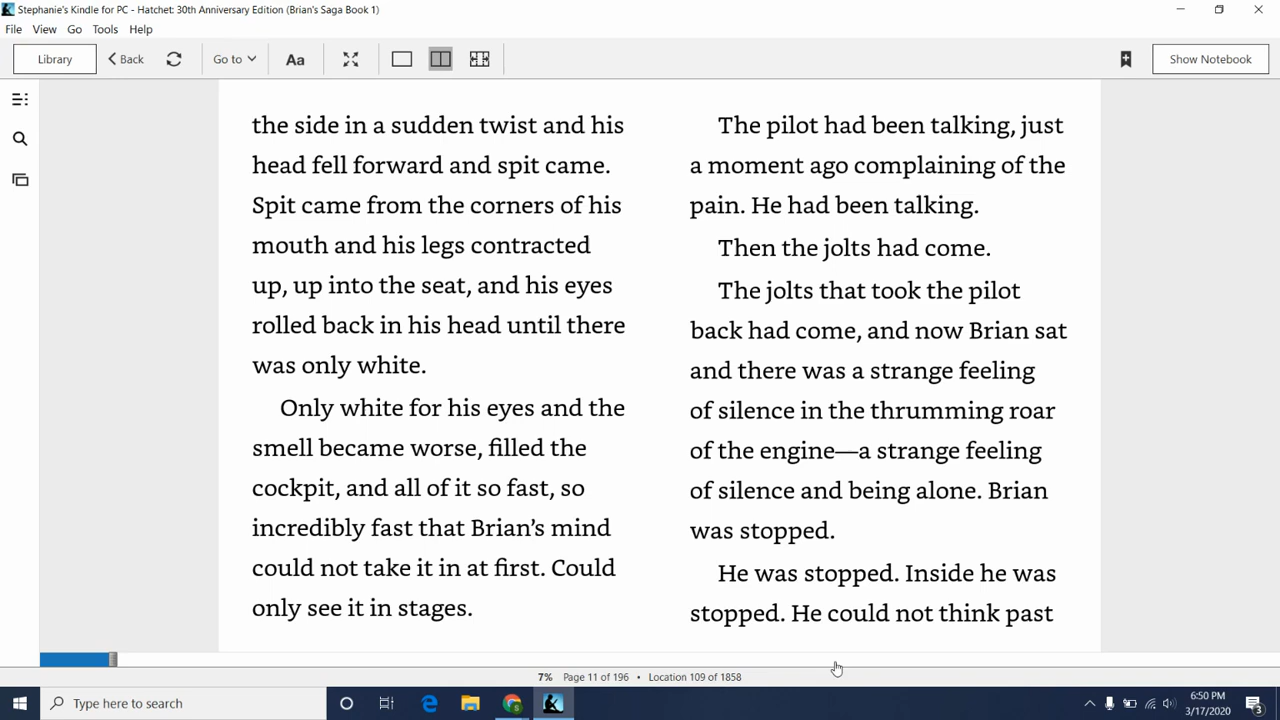 Stephanie's Kindle for PC - Hatchet: 30th Anniversary Edition (Brian's Saga Book 1)
File View Go Tools Help
Library Back Go to Aa Show Notebook
the side in a sudden twist and his
head fell forward and spit came.
Spit came from the corners of his
mouth and his legs contracted
up, up into the seat, and his eyes
rolled back in his head until there
was only white.
Only white for his eyes and the
smell became worse, filled the
cockpit, and all of it so fast, so
incredibly fast that Brian’s mind
could not take it in at first. Could
only see it in stages.
The pilot had been talking, just
a moment ago complaining of the
pain. He had been talking.
Then the jolts had come.
The jolts that took the pilot
back had come, and now Brian sat
and there was a strange feeling
of silence in the thrumming roar
of the engine—a strange feeling
of silence and being alone. Brian
was stopped.
He was stopped. Inside he was
stopped. He could not think past
7% Page 11 of 196 • Location 109 of 1858
Type here to search
6:50 PM
3/17/2020
3